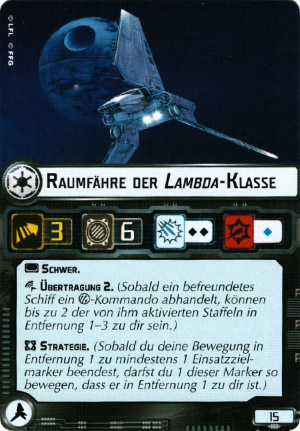 © LFL © FFG
RAUMFÄHRE DER LAMBDA-KLASSE
3 6
SCHWER.
ÜBERTRAGUNG 2. (Sobald ein befreundetes
Schiff ein -Kommando abhandelt, können
bis zu 2 der von ihm aktivierten Staffeln in
Entfernung 1–3 zu dir sein.)
STRATEGIE. (Sobald du deine Bewegung in
Entfernung 1 zu mindestens 1 Einsatzziel-
marker beendest, darfst du 1 dieser Marker so
bewegen, dass er in Entfernung 1 zu dir ist.)
15